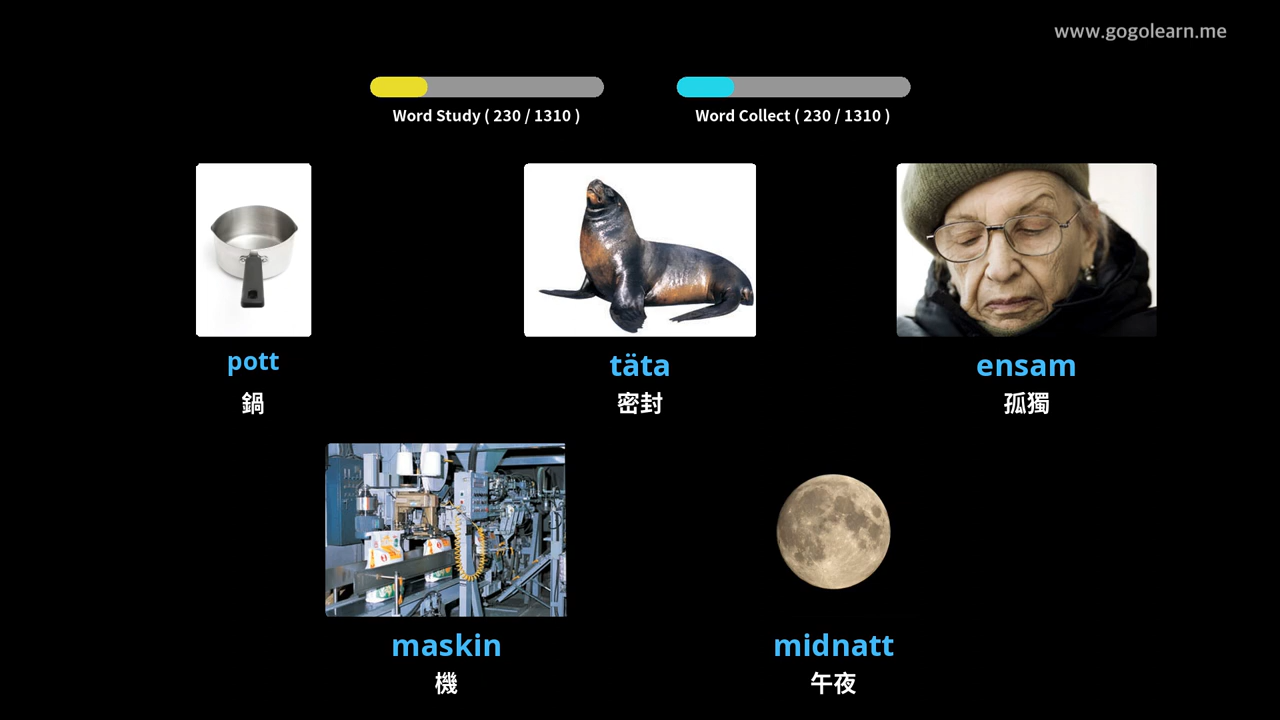 www.gogolearn.me
Word Study ( 230 / 1310 )
Word Collect ( 230 / 1310 )
pott
鍋
täta
密封
ensam
孤獨
maskin
機
midnatt
午夜